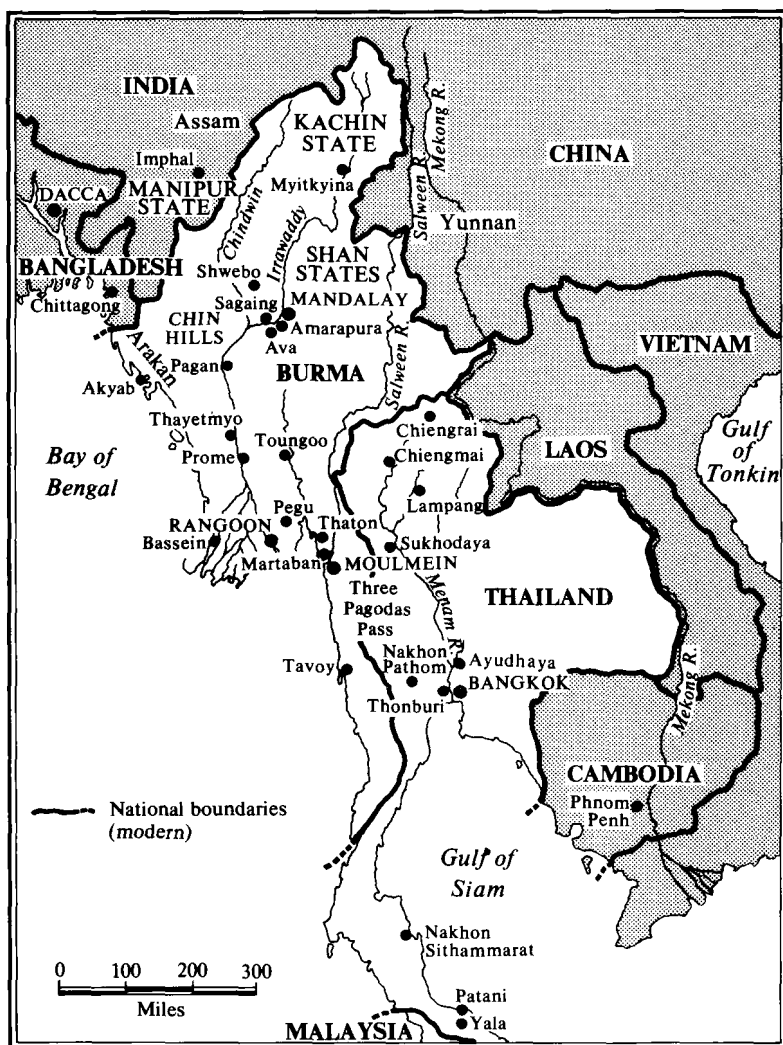 INDIA
Assam
KACHIN
STATE
Mekong R.
Salween R.
CHINA
Imphal
Myitkyina
DACCA
MANIPUR
STATE
Chindwin
Irrawaddy
Yunnan
SHAN
STATES
BANGLADESH
Shwebo
Chittagong
Sagaing
MANDALAY
CHIN
HILLS
Amarapura
Ava
VIETNAM
Arakan
Pagan
BURMA
Salween R.
Akyab
Chiengrai
Gulf
of
Tonkin
Thayetmyo
Toungoo
Chiengmai
LAOS
Prome
Bay of
Bengal
Lampang
Pegu
Thaton
RANGOON
Bassein
Sukhodaya
Martaban
MOULMEIN
Three
Pagodas
Pass
Menam R.
THAILAND
Nakhon
Pathom
Ayudhaya
Tavoy
BANGKOK
Thonburi
Mekong R.
CAMBODIA
Phnom
Penh
National boundaries
(modern)
Gulf of
Siam
Nakhon
Sithammarat
0 100 200 300
Miles
Patani
Yala
MALAYSIA